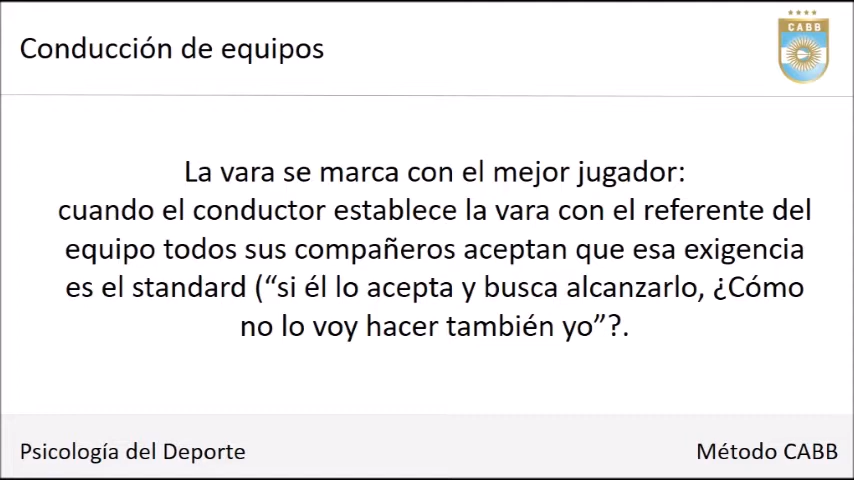 Conducción de equipos
CABB
La vara se marca con el mejor jugador:
cuando el conductor establece la vara con el referente del
equipo todos sus compañeros aceptan que esa exigencia
es el standard (“si él lo acepta y busca alcanzarlo, ¿Cómo
no lo voy hacer también yo”?.
Psicología del Deporte
Método CABB